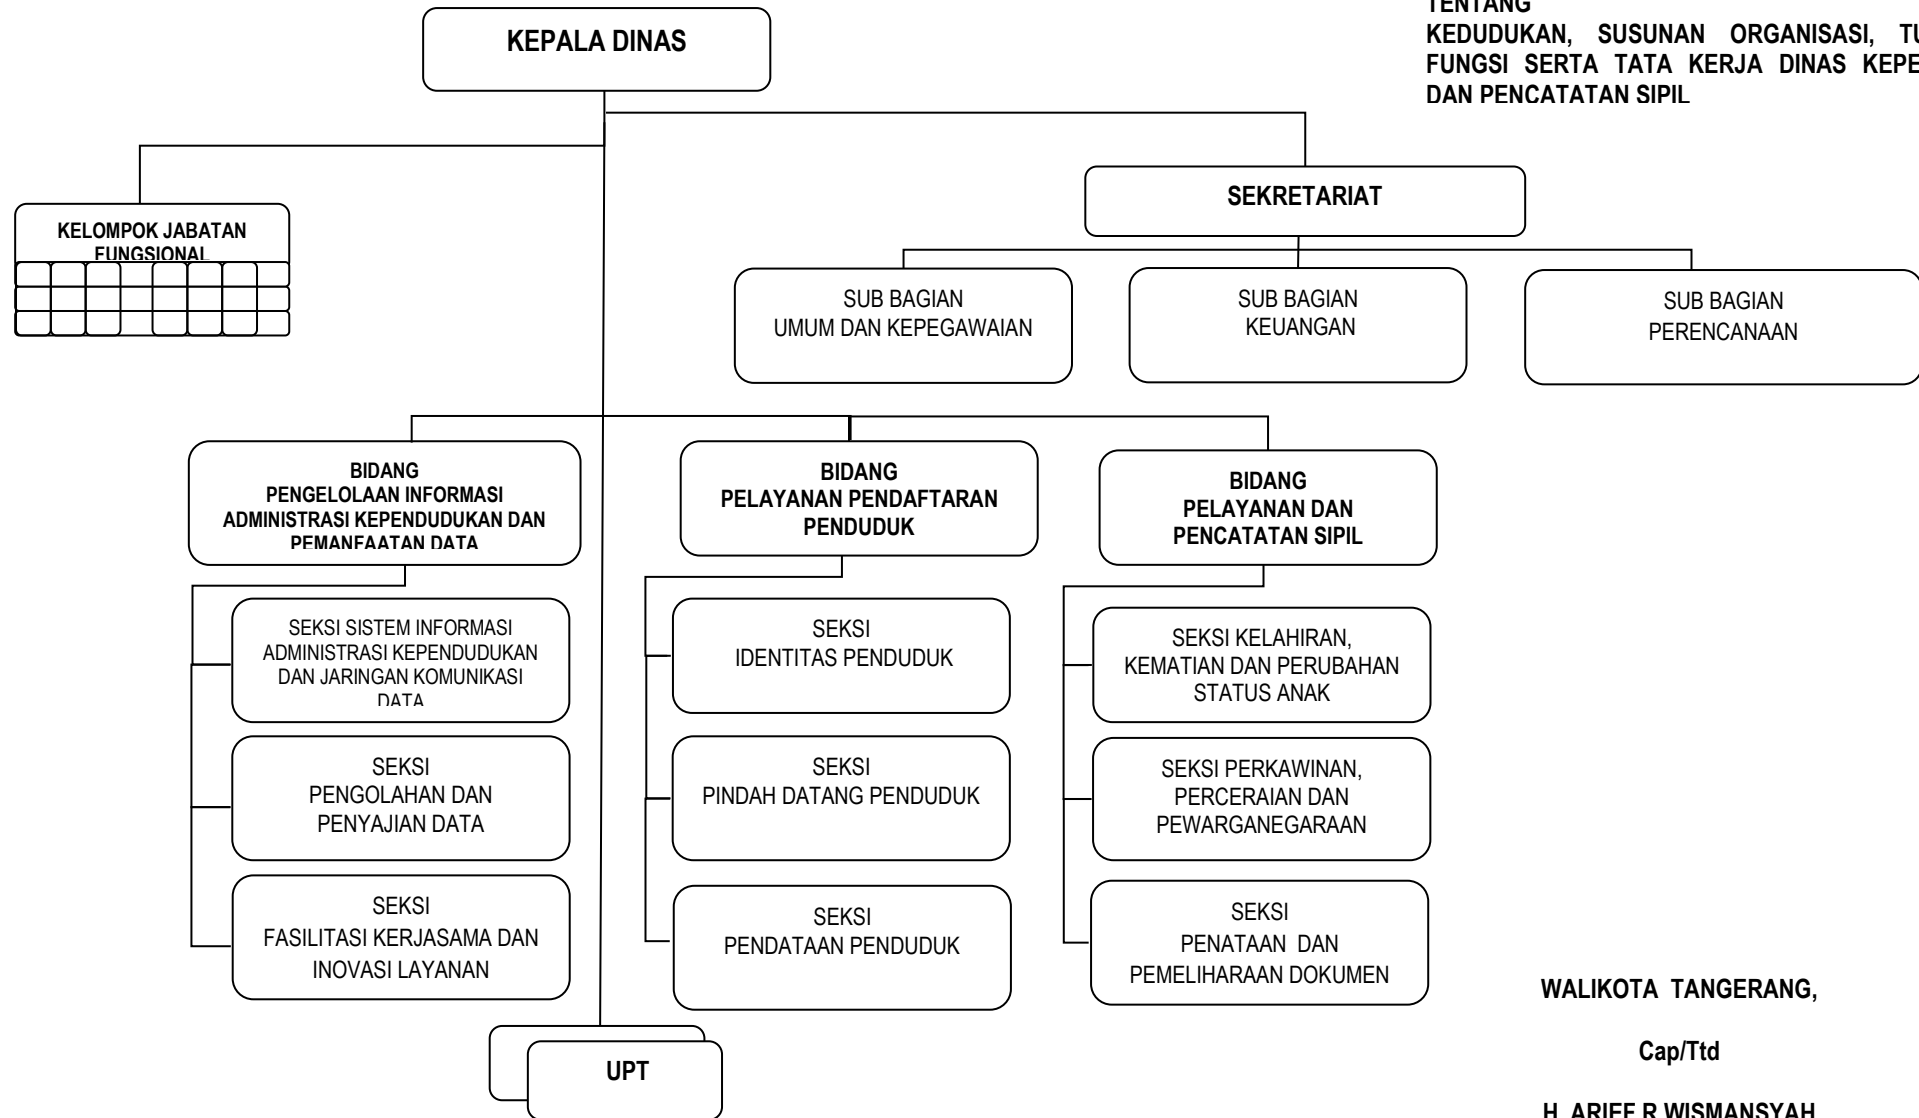 TENTANG
KEDUDUKAN, SUSUNAN ORGANISASI,
FUNGSI SERTA TATA KERJA DINAS
DAN PENCATATAN SIPIL
KEPALA DINAS
SEKRETARIAT
KELOMPOK JABATAN
FUNGSIONAL
SUB BAGIAN
UMUM DAN KEPEGAWAIAN
SUB BAGIAN
KEUANGAN
SUB BAGIAN
PERENCANAAN
BIDANG
PENGELOLAAN INFORMASI
ADMINISTRASI KEPENDUDUKAN DAN
PEMANFAATAN DATA
BIDANG
PELAYANAN PENDAFTARAN
PENDUDUK
BIDANG
PELAYANAN DAN
PENCATATAN SIPIL
SEKSI SISTEM INFORMASI
ADMINISTRASI KEPENDUDUKAN
DAN JARINGAN KOMUNIKASI
DATA
SEKSI
IDENTITAS PENDUDUK
SEKSI KELAHIRAN,
KEMATIAN DAN PERUBAHAN
STATUS ANAK
SEKSI
PENGOLAHAN DAN
PENYAJIAN DATA
SEKSI
PINDAH DATANG PENDUDUK
SEKSI PERKAWINAN,
PERCERAIAN DAN
PEWARGANEGARAAN
SEKSI
FASILITASI KERJASAMA DAN
INOVASI LAYANAN
SEKSI
PENDATAAN PENDUDUK
SEKSI
PENATAAN DAN
PEMELIHARAAN DOKUMEN
UPT
WALIKOTA TANGERANG,
Cap/Ttd
H. ARIEF R.WISMANSYAH